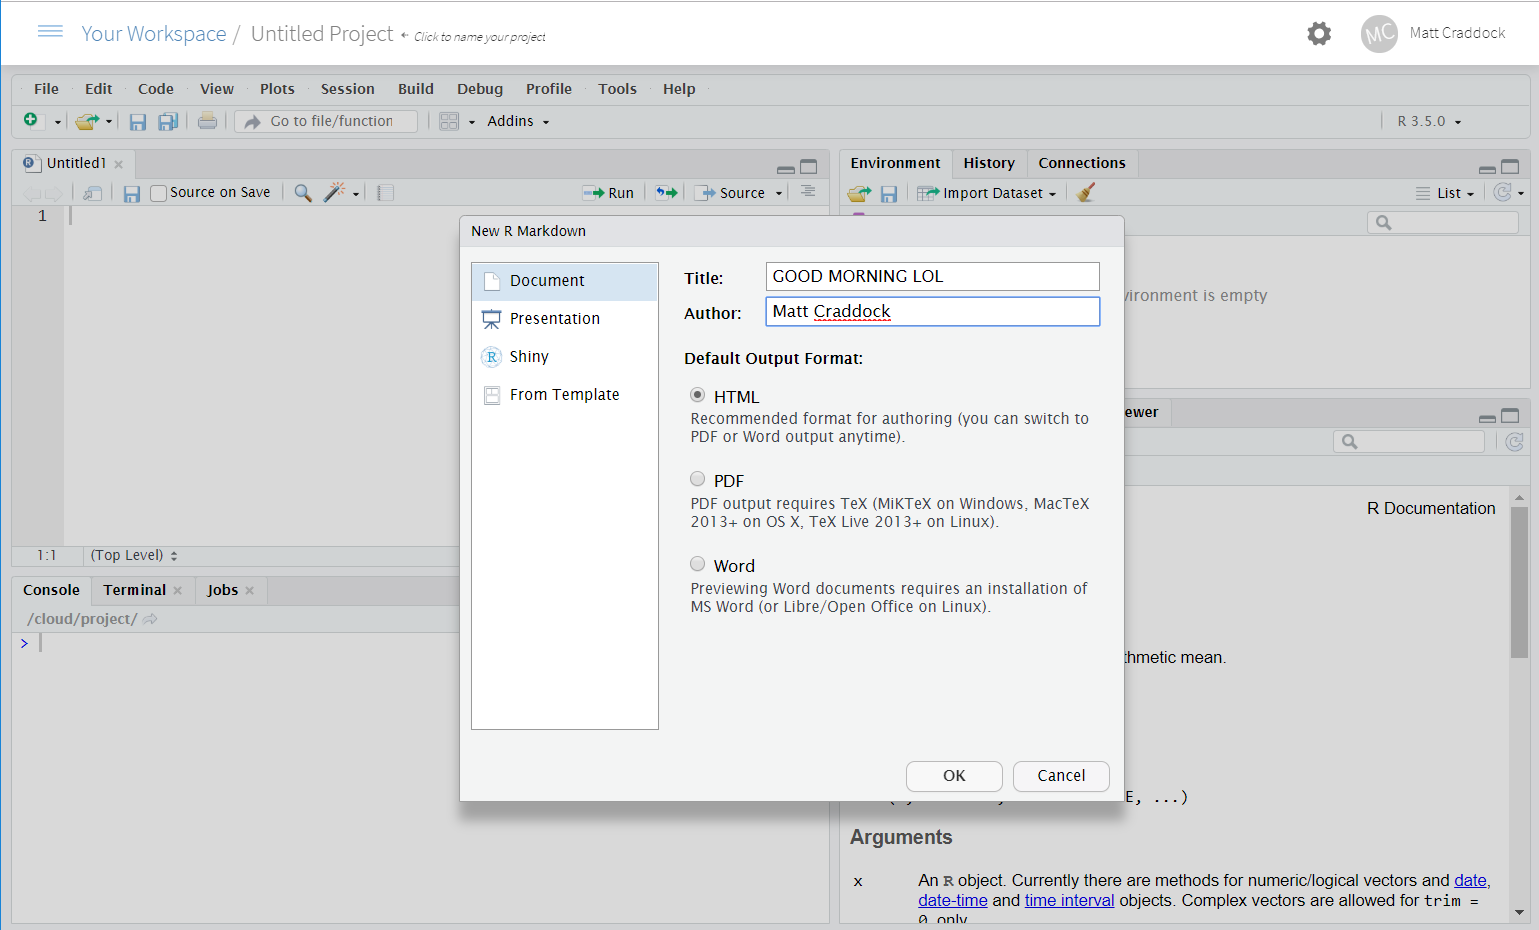 Your Workspace / Untitled Project Click to name your project
MC Matt Craddock
File Edit Code View Plots Session Build Debug Profile Tools Help
Go to file/function Addins R 3.5.0
Untitled1
Source on Save Run Source
1
1:1 (Top Level)
Console Terminal Jobs
/cloud/project/
>
Environment History Connections
Import Dataset List
vironment is empty
New R Markdown
Document
Presentation
R Shiny
From Template
Title: GOOD MORNING LOL
Author: Matt Craddock
Default Output Format:
HTML
Recommended format for authoring (you can switch to
PDF or Word output anytime).
PDF
PDF output requires TeX (MiKTeX on Windows, MacTeX
2013+ on OS X, TeX Live 2013+ on Linux).
Word
Previewing Word documents requires an installation of
MS Word (or Libre/Open Office on Linux).
OK Cancel
ewer
R Documentation
thmetic mean.
E, ...)
Arguments
x An R object. Currently there are methods for numeric/logical vectors and date,
date-time and time interval objects. Complex vectors are allowed for trim =
0, only.